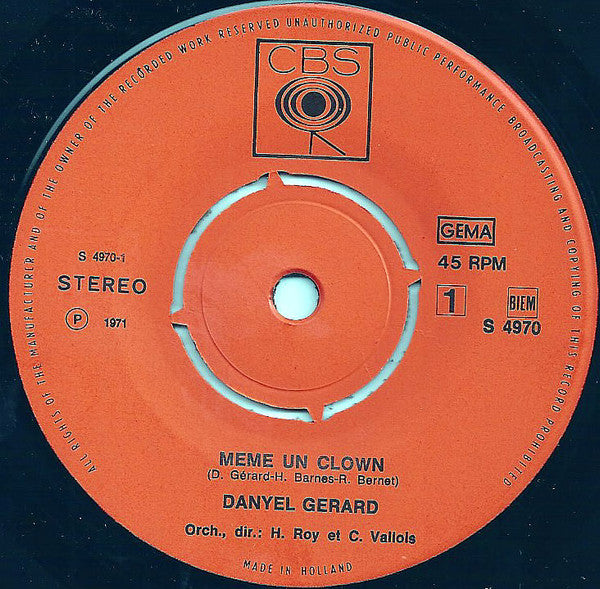 ALL RIGHTS OF THE MANUFACTURER AND OF THE OWNER OF THE RECORDED WORK RESERVED UNAUTHORIZED PUBLIC PERFORMANCE BROADCASTING AND COPYING OF THIS RECORD PROHIBITED
CBS
GEMA
S 4970-1
45 RPM
STEREO
1
BIEM
Ⓟ 1971
S 4970
MEME UN CLOWN
(D. Gérard-H. Barnes-R. Bernet)
DANYEL GERARD
Orch., dir.: H. Roy et C. Vallois
MADE IN HOLLAND